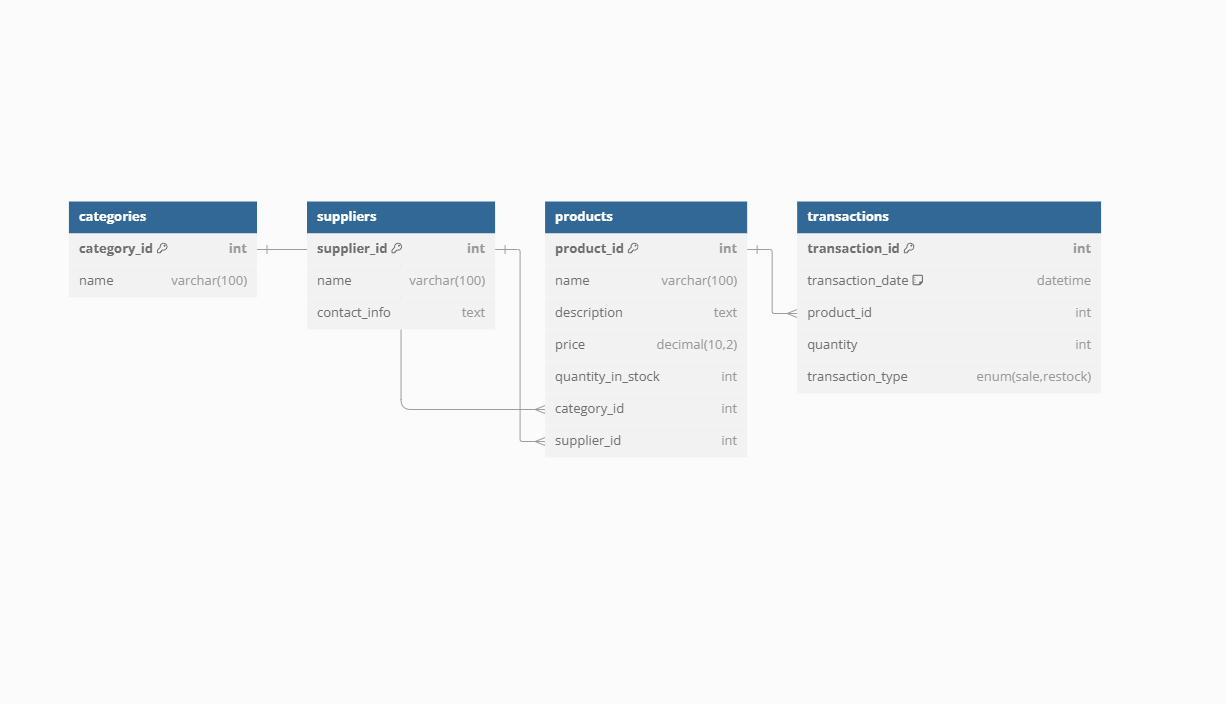 categories
category_id int
name varchar(100)
suppliers
supplier_id int
name varchar(100)
contact_info text
products
product_id int
name varchar(100)
description text
price decimal(10,2)
quantity_in_stock int
category_id int
supplier_id int
transactions
transaction_id int
transaction_date datetime
product_id int
quantity int
transaction_type enum(sale,restock)